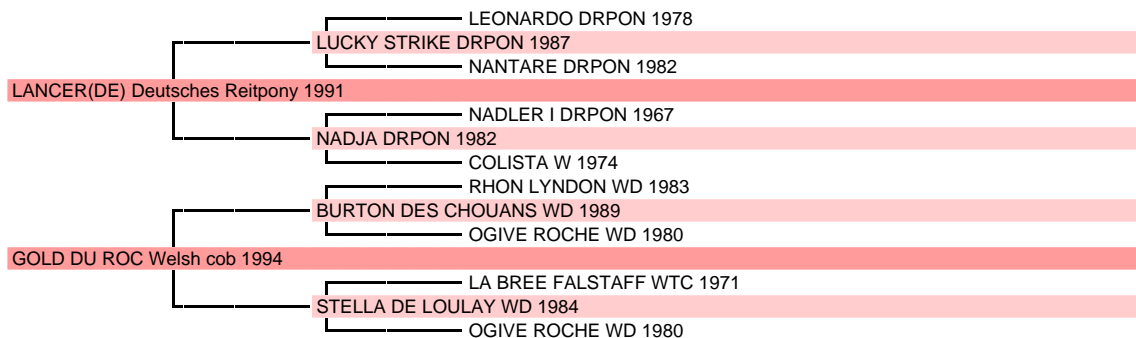 LEONARDO DRPON 1978
LUCKY STRIKE DRPON 1987
NANTARE DRPON 1982
LANCER(DE) Deutsches Reitpony 1991
NADLER I DRPON 1967
NADJA DRPON 1982
COLISTA W 1974
RHON LYNDON WD 1983
BURTON DES CHOUANS WD 1989
OGIVE ROCHE WD 1980
GOLD DU ROC Welsh cob 1994
LA BREE FALSTAFF WTC 1971
STELLA DE LOULAY WD 1984
OGIVE ROCHE WD 1980